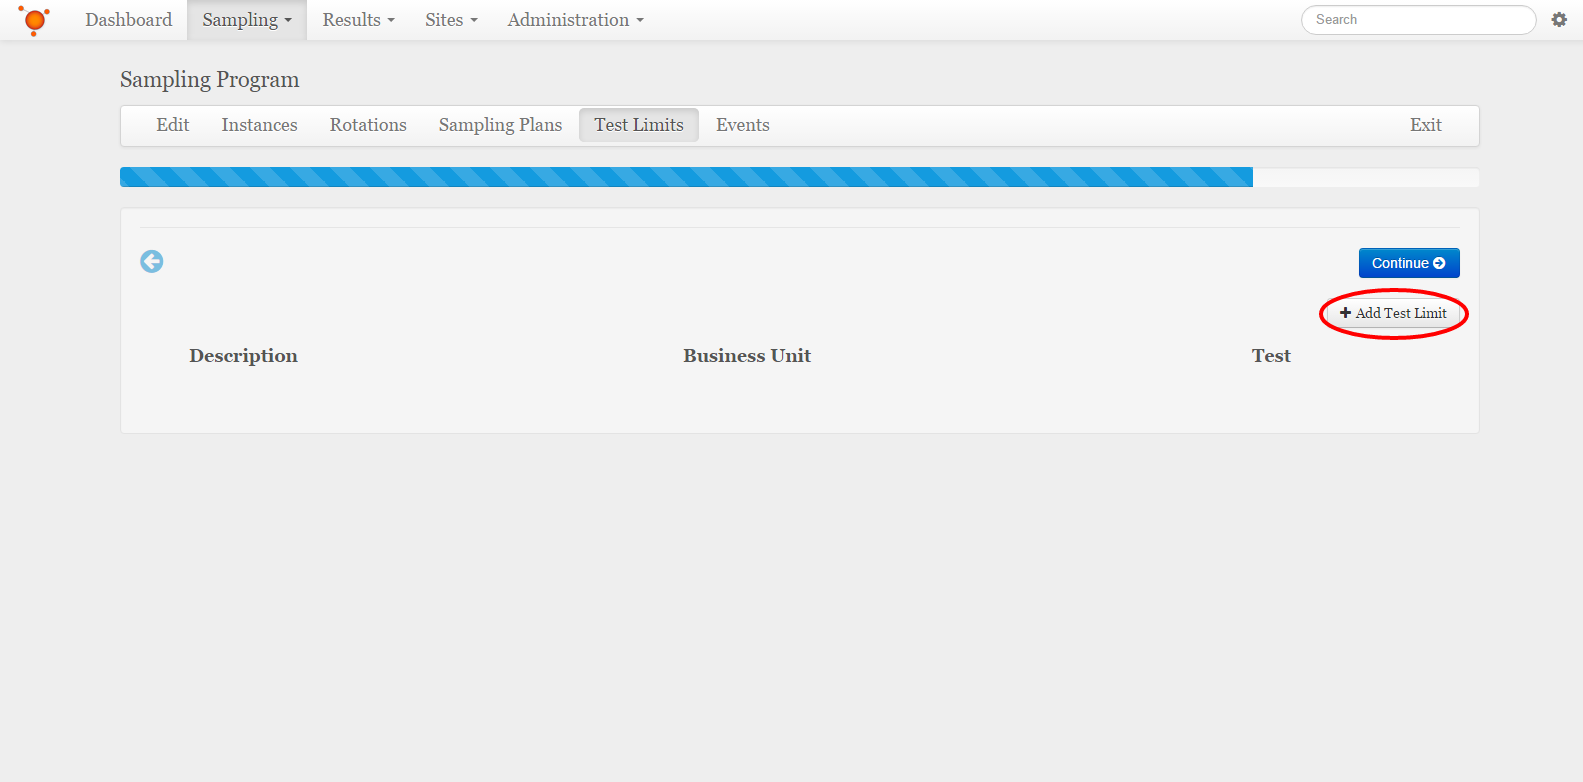 Dashboard Sampling Results Sites Administration Search
Sampling Program
Edit Instances Rotations Sampling Plans Test Limits Events Exit
Continue
Add Test Limit
Description Business Unit Test